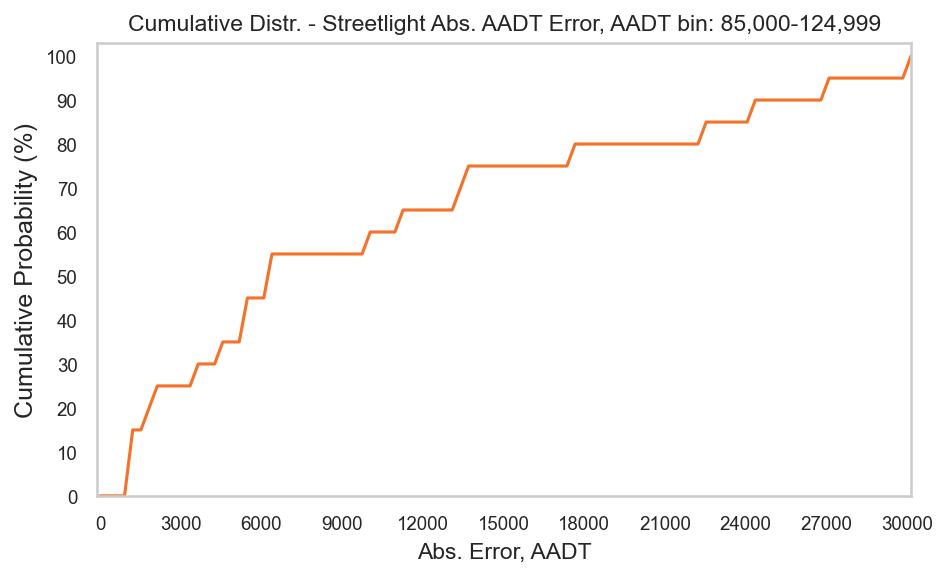 Cumulative Distr. - Streetlight Abs. AADT Error, AADT bin: 85,000-124,999
Cumulative Probability (%)
100
90
80
70
60
50
40
30
20
10
0
0 3000 6000 9000 12000 15000 18000 21000 24000 27000 30000
Abs. Error, AADT